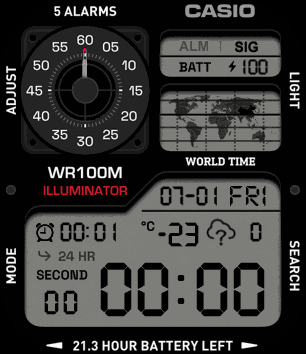 5 ALARMS
CASIO
60
55 05
50 10
45 15
40 20
35 25
30
ADJUST
LIGHT
ALM SIG
BATT 100
WORLD TIME
WR100M
ILLUMINATOR
07-01 FRI
00:01 °C -23 ? 0
24 HR
SECOND
00
00:00
MODE
SEARCH
21.3 HOUR BATTERY LEFT